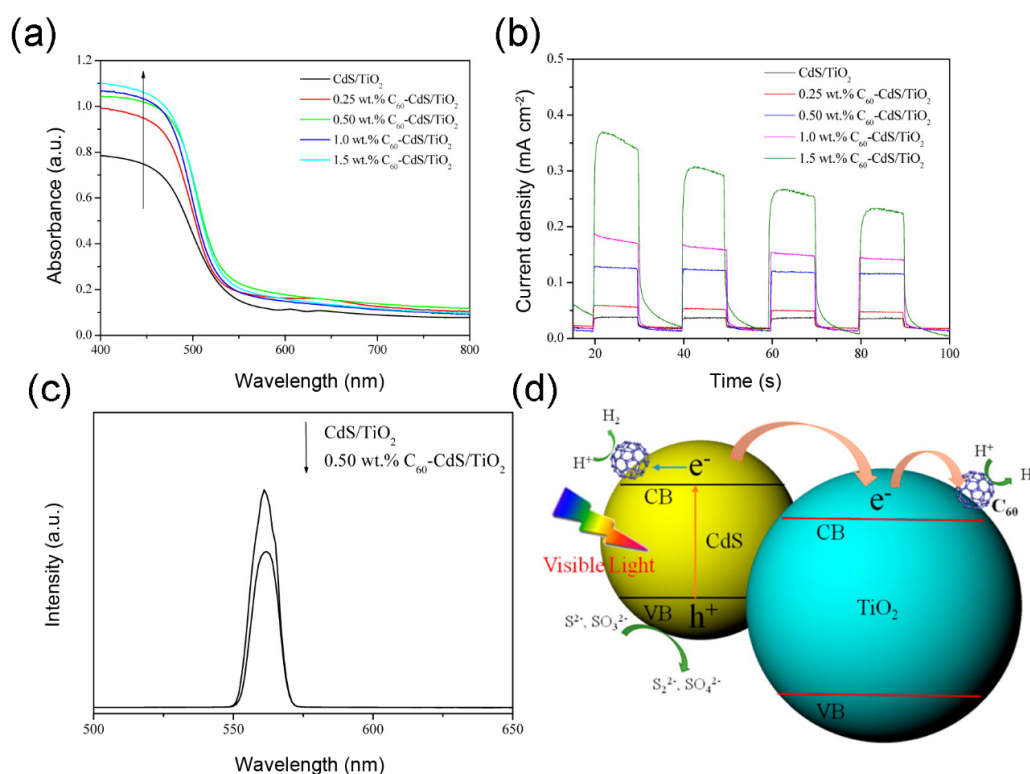 (a)
1.2
1.0
0.8
0.6
0.4
0.2
0.0
400
500
600
700
800
Absorbance (a.u.)
Wavelength (nm)
CdS/TiO₂
0.25 wt.% C₆₀-CdS/TiO₂
0.50 wt.% C₆₀-CdS/TiO₂
1.0 wt.% C₆₀-CdS/TiO₂
1.5 wt.% C₆₀-CdS/TiO₂
(b)
0.5
0.4
0.3
0.2
0.1
0.0
20
40
60
80
100
Current density (mA cm⁻²)
Time (s)
CdS/TiO₂
0.25 wt.% C₆₀-CdS/TiO₂
0.50 wt.% C₆₀-CdS/TiO₂
1.0 wt.% C₆₀-CdS/TiO₂
1.5 wt.% C₆₀-CdS/TiO₂
(c)
CdS/TiO₂
0.50 wt.% C₆₀-CdS/TiO₂
Intensity (a.u.)
500
550
600
650
Wavelength (nm)
(d)
H₂
H⁺
e⁻
CB
CdS
Visible Light
VB
h⁺
S²⁻, SO₃²⁻
S₂²⁻, SO₄²⁻
e⁻
CB
TiO₂
VB
H⁺
H
C₆₀